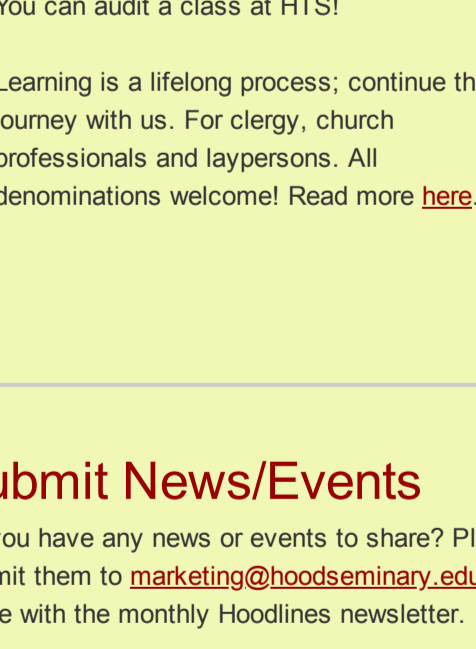 You can audit a class at HTS!
Learning is a lifelong process; continue th
journey with us. For clergy, church
professionals and laypersons. All
denominations welcome! Read more here.
ubmit News/Events
you have any news or events to share? Pl
mit them to marketing@hoodseminary.edu
e with the monthly Hoodlines newsletter.